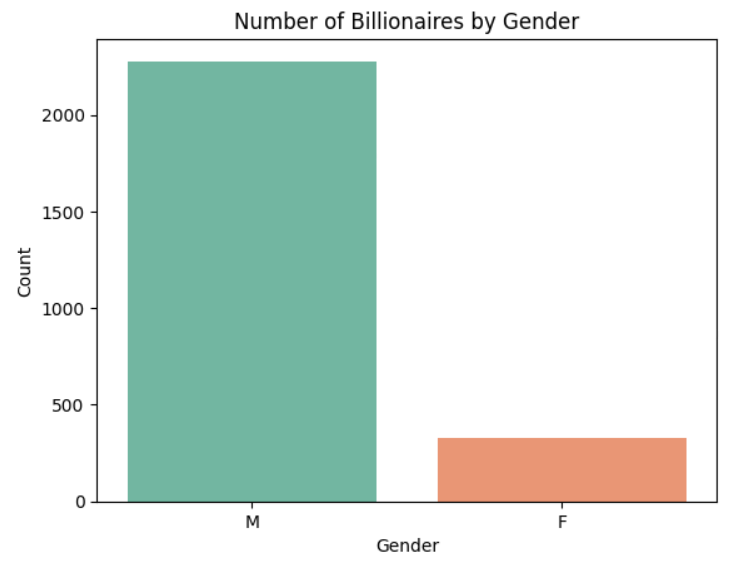 Number of Billionaires by Gender
2000
1500
1000
500
0
Count
M F
Gender